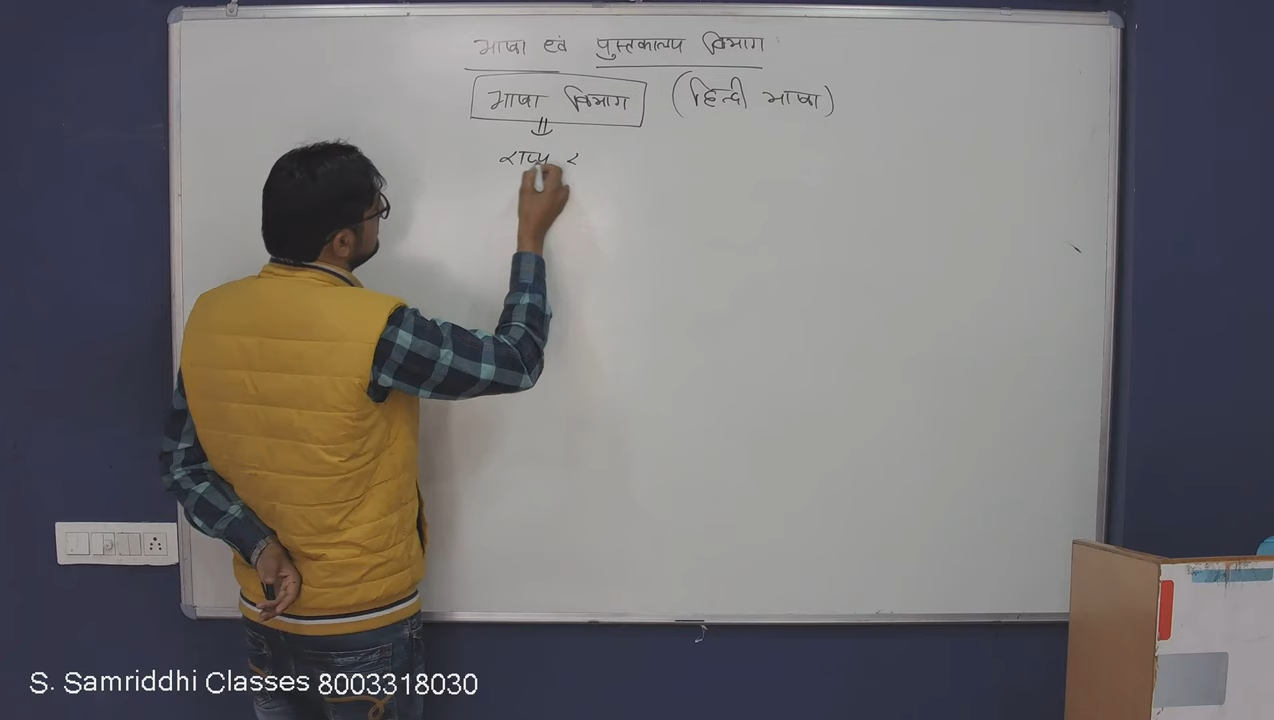 भाषा एवं पुस्तकालय विभाग
भाषा विभाग (हिन्दी भाषा)
राज्य र
S. Samriddhi Classes 8003318030